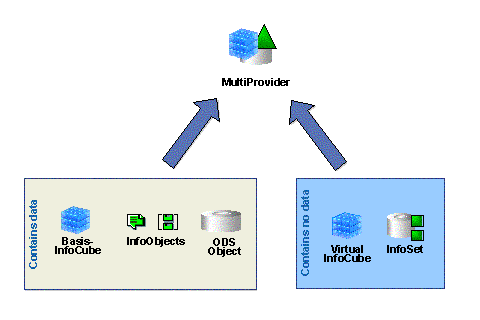 MultiProvider
Contains data
Basis-
InfoCube
InfoObjects
ODS
Object
Contains no data
Virtual
InfoCube
InfoSet